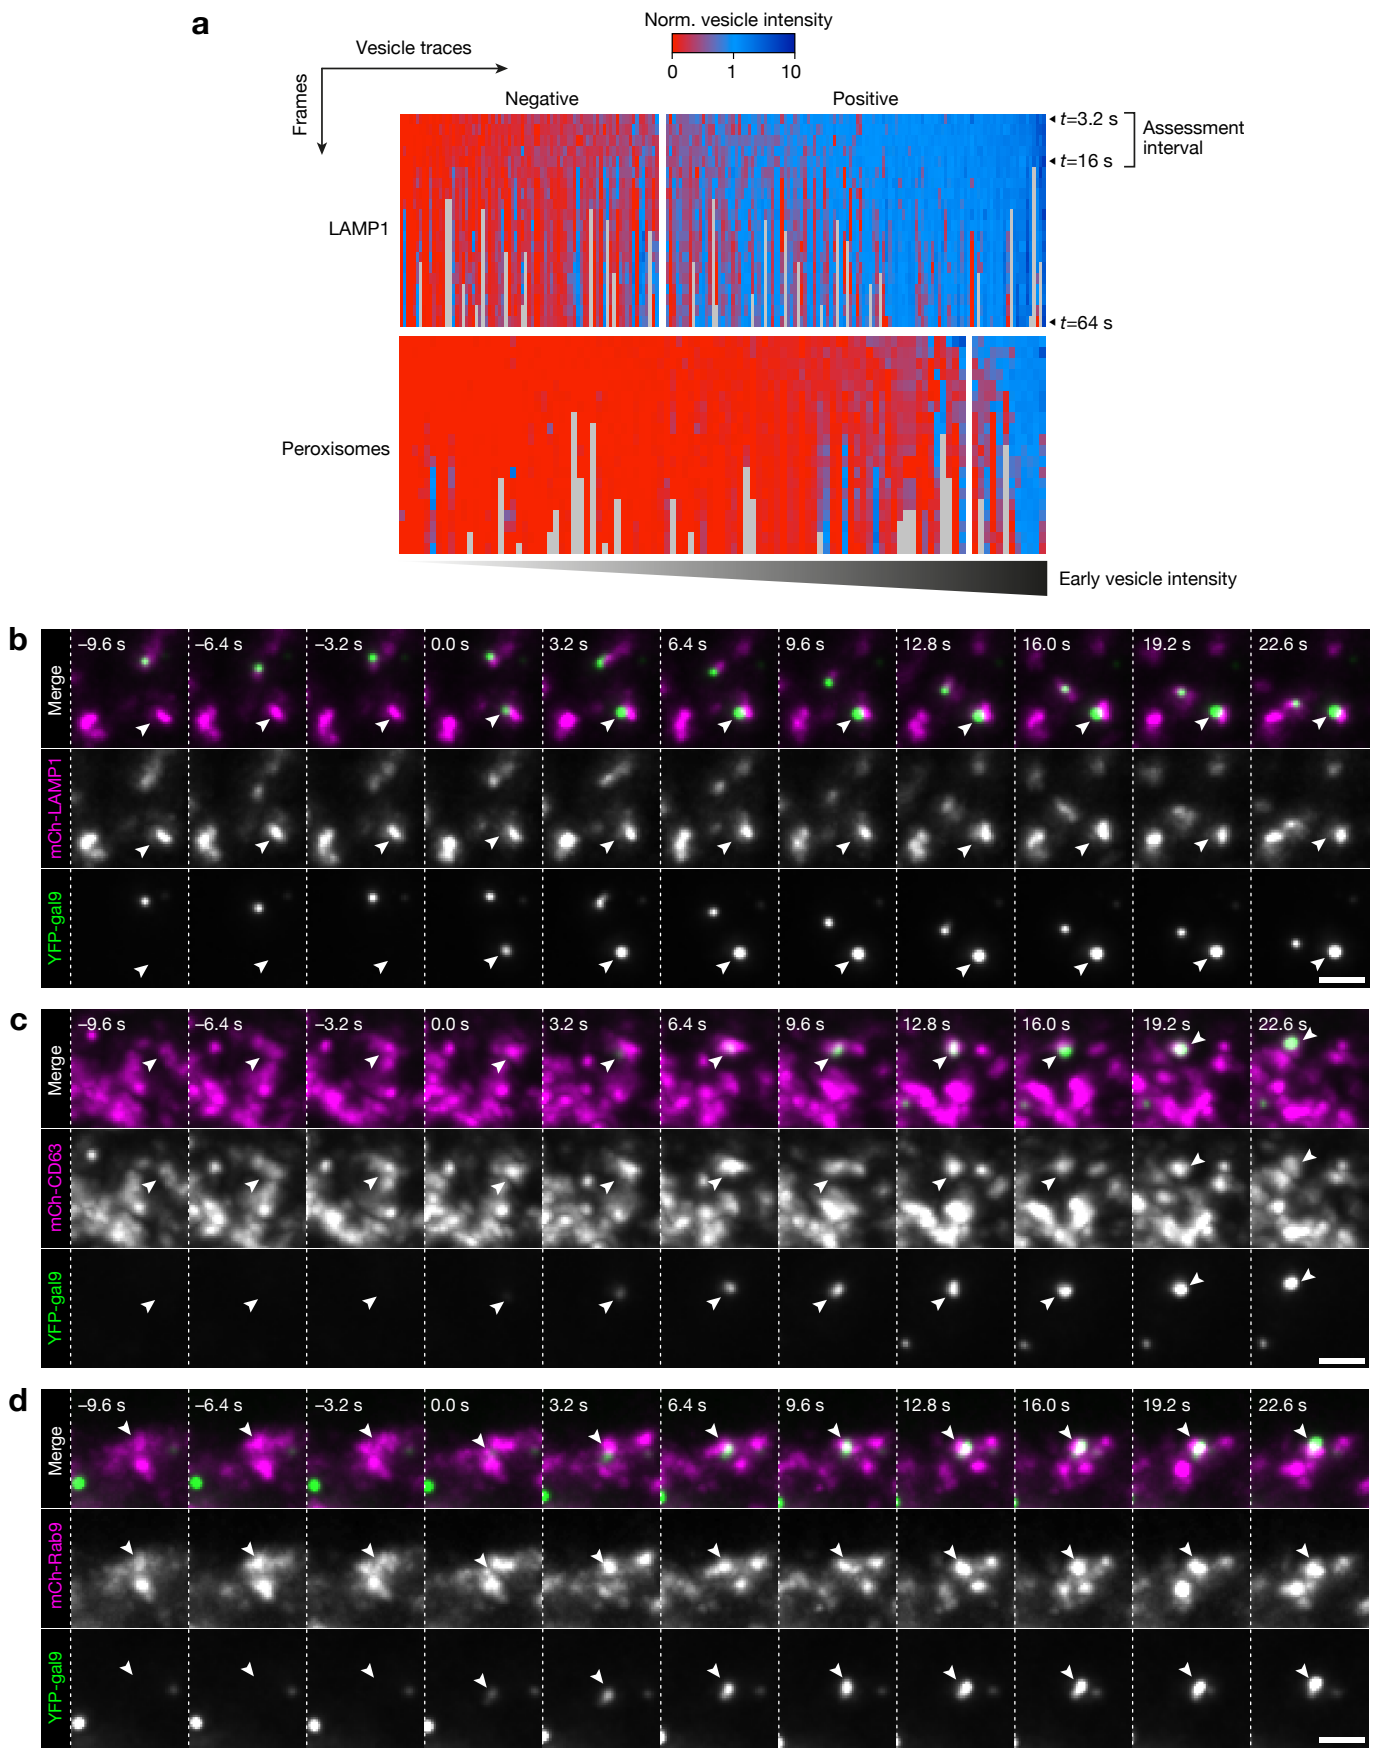 a
Norm. vesicle intensity
0 1 10
Vesicle traces
Frames
Negative
Positive
t=3.2 s
t=16 s
Assessment
interval
LAMP1
t=64 s
Peroxisomes
Early vesicle intensity
b
Merge
–9.6 s –6.4 s –3.2 s 0.0 s 3.2 s 6.4 s 9.6 s 12.8 s 16.0 s 19.2 s 22.6 s
mCh-LAMP1
YFP-gal9
c
Merge
–9.6 s –6.4 s –3.2 s 0.0 s 3.2 s 6.4 s 9.6 s 12.8 s 16.0 s 19.2 s 22.6 s
mCh-CD63
YFP-gal9
d
Merge
–9.6 s –6.4 s –3.2 s 0.0 s 3.2 s 6.4 s 9.6 s 12.8 s 16.0 s 19.2 s 22.6 s
mCh-Rab9
YFP-gal9